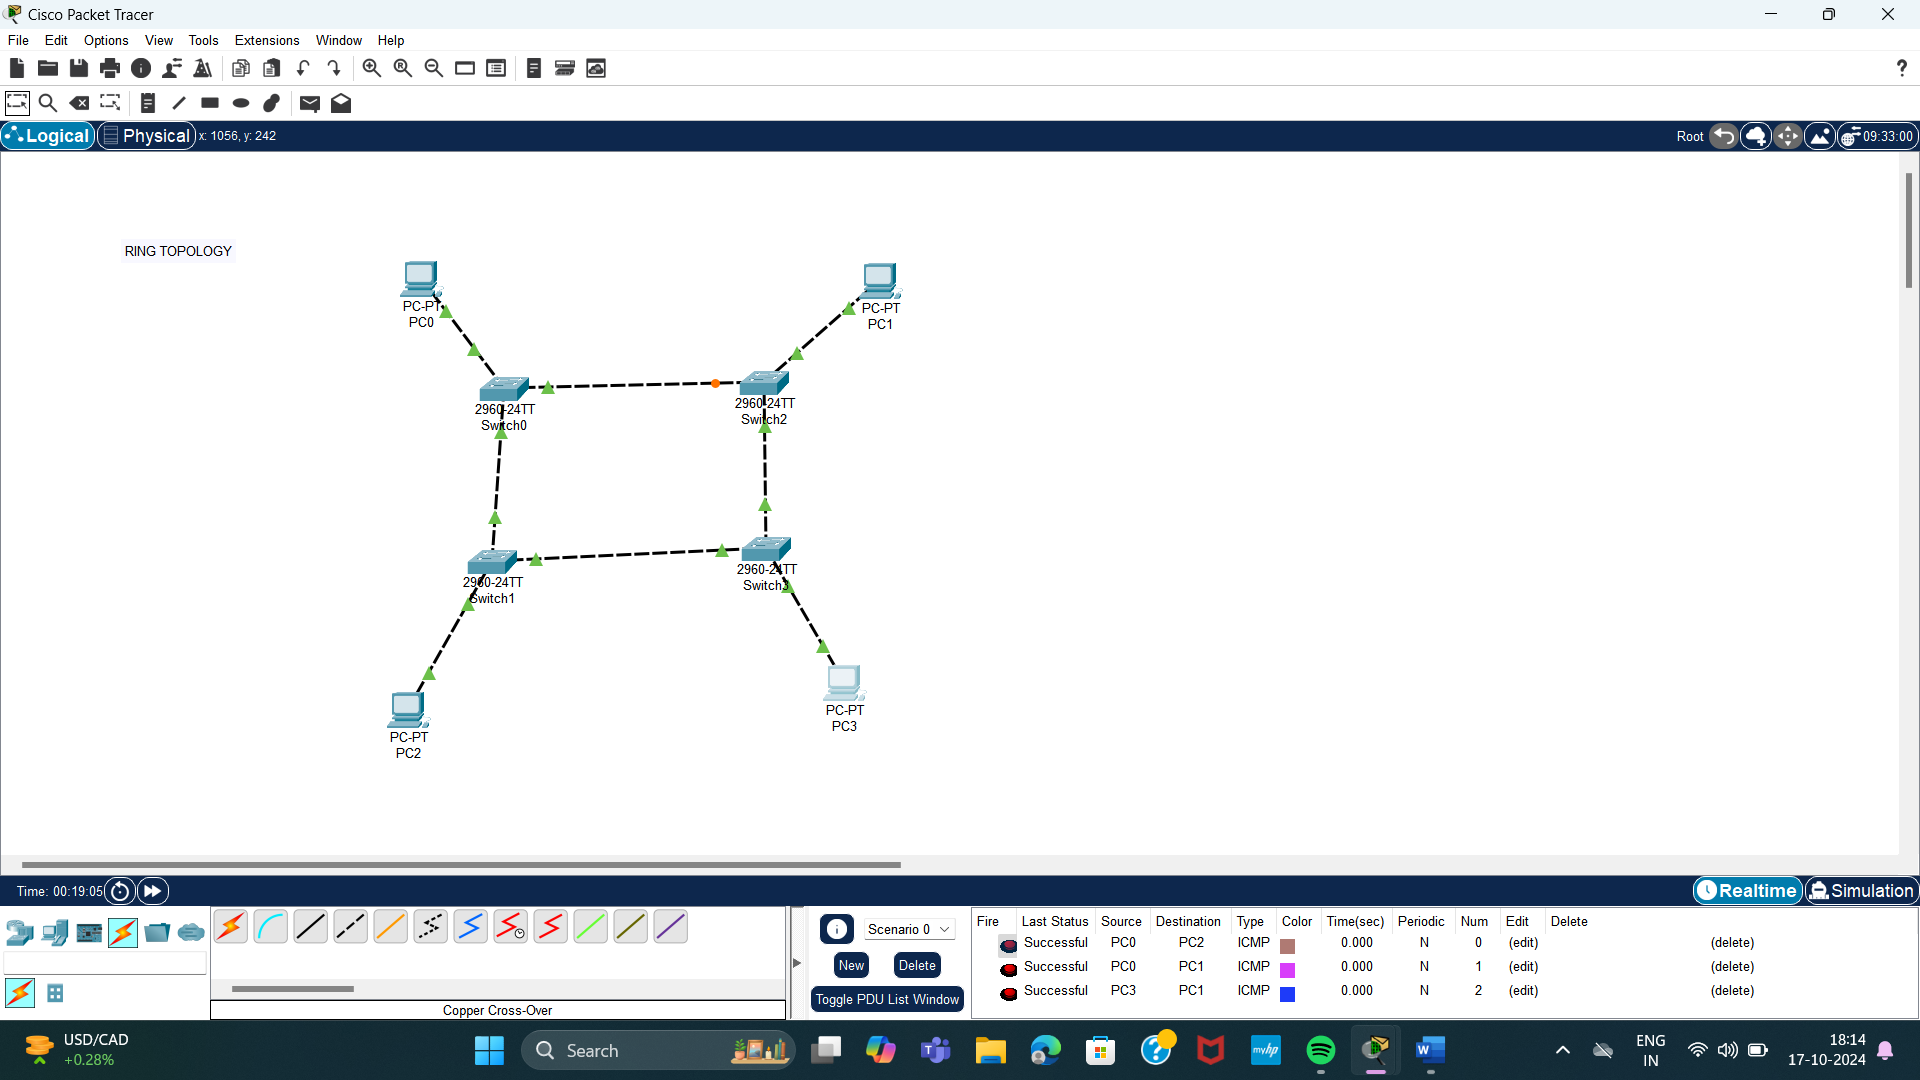 Cisco Packet Tracer
File Edit Options View Tools Extensions Window Help
?
Logical Physical x: 1056, y: 242 Root 09:33:00
RING TOPOLOGY
PC-PT
PC0
PC-PT
PC1
2960-24TT
Switch0
2960-24TT
Switch2
2960-24TT
Switch1
2960-24TT
Switch3
PC-PT
PC3
PC-PT
PC2
Time: 00:19:05 Realtime Simulation
Scenario 0
New Delete
Toggle PDU List Window
Copper Cross-Over
Fire Last Status Source Destination Type Color Time(sec) Periodic Num Edit Delete
Successful PC0 PC2 ICMP 0.000 N 0 (edit) (delete)
Successful PC0 PC1 ICMP 0.000 N 1 (edit) (delete)
Successful PC3 PC1 ICMP 0.000 N 2 (edit) (delete)
USD/CAD
+0.28%
Search
myhp
ENG
IN
18:14
17-10-2024